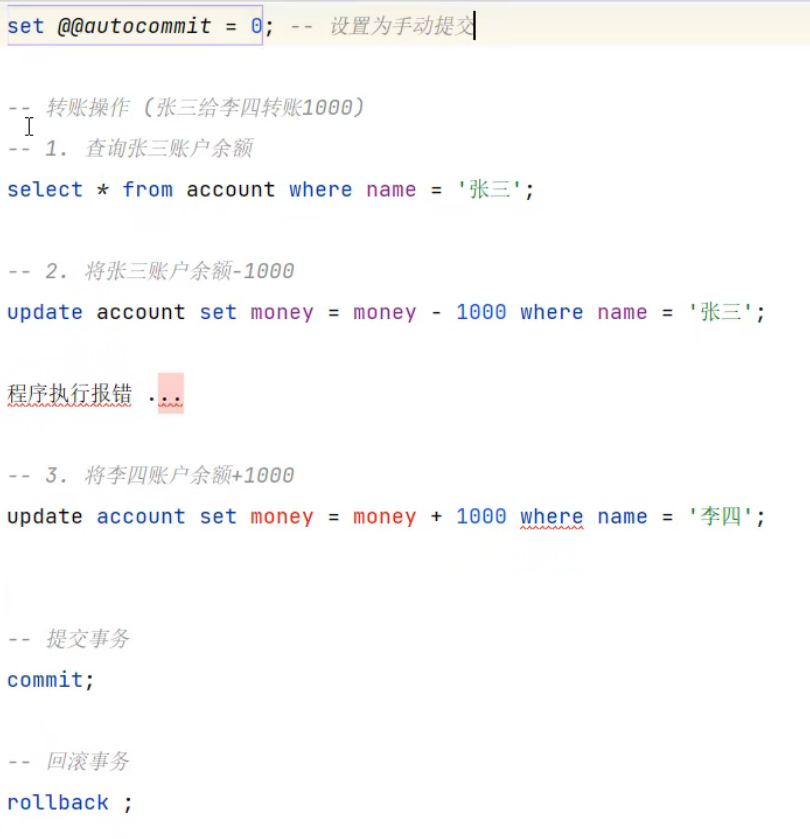 set @@autocommit = 0; -- 设置为手动提交
-- 转账操作 (张三给李四转账1000)
-- 1. 查询张三账户余额
select * from account where name = '张三';
-- 2. 将张三账户余额-1000
update account set money = money - 1000 where name = '张三';
程序执行报错 ...
-- 3. 将李四账户余额+1000
update account set money = money + 1000 where name = '李四';
-- 提交事务
commit;
-- 回滚事务
rollback ;